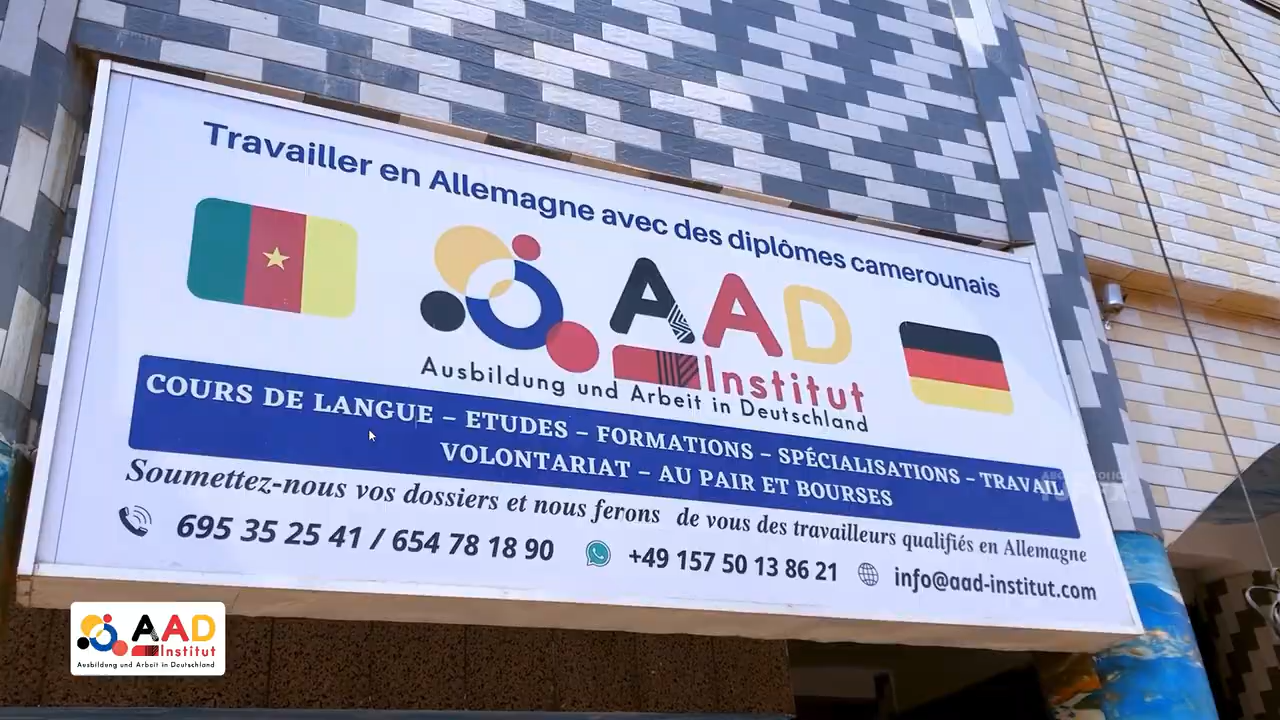 Travailler en Allemagne avec des diplômes camerounais
AAD
Institut
Ausbildung und Arbeit in Deutschland
COURS DE LANGUE – ETUDES – FORMATIONS – SPÉCIALISATIONS – TRAVAIL
VOLONTARIAT – AU PAIR ET BOURSES
Soumettez-nous vos dossiers et nous ferons de vous des travailleurs qualifiés en Allemagne
695 35 25 41 / 654 78 18 90 +49 157 50 13 86 21 info@aad-institut.com
AAD
Institut
Ausbildung und Arbeit in Deutschland